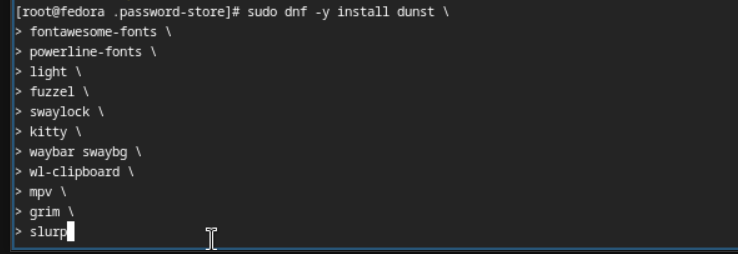 [root@fedora .password-store]# sudo dnf -y install dunst \
> fontawesome-fonts \
> powerline-fonts \
> light \
> fuzzel \
> swaylock \
> kitty \
> waybar swaybg \
> wl-clipboard \
> mpv \
> grim \
> slurp